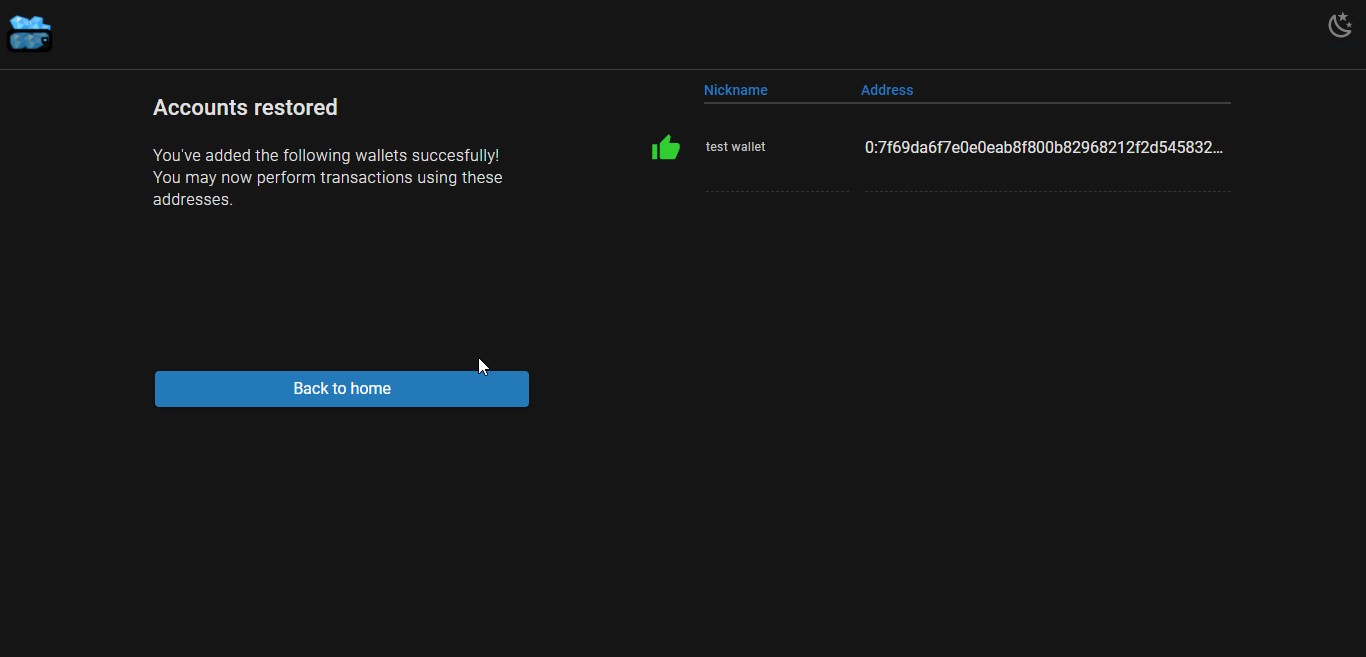 Accounts restored
You've added the following wallets succesfully!
You may now perform transactions using these
addresses.
Back to home
Nickname Address
test wallet 0:7f69da6f7e0e0eab8f800b82968212f2d545832...